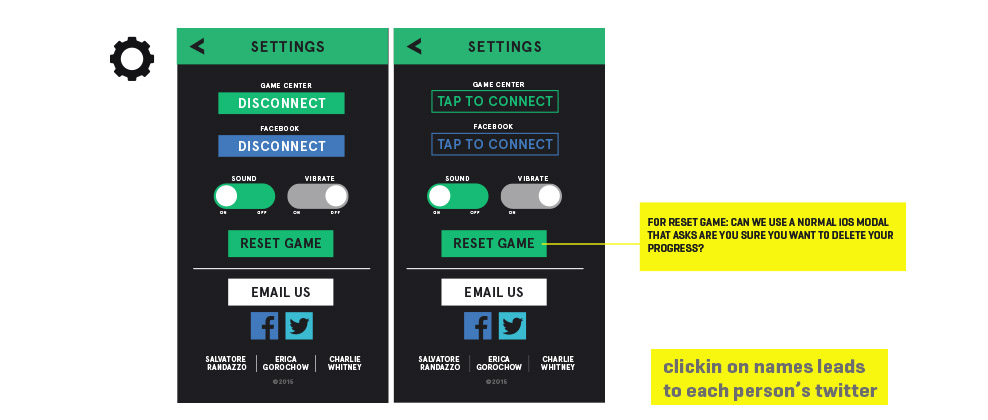 SETTINGS
GAME CENTER
DISCONNECT
FACEBOOK
DISCONNECT
SOUND VIBRATE
ON OFF ON OFF
RESET GAME
EMAIL US
SALVATORE RANDAZZO
ERICA GOROCHOW
CHARLIE WHITNEY
©2015
SETTINGS
GAME CENTER
TAP TO CONNECT
FACEBOOK
TAP TO CONNECT
SOUND VIBRATE
ON OFF ON OFF
RESET GAME
EMAIL US
SALVATORE RANDAZZO
ERICA GOROCHOW
CHARLIE WHITNEY
©2015
FOR RESET GAME: CAN WE USE A NORMAL IOS MODAL
THAT ASKS ARE YOU SURE YOU WANT TO DELETE YOUR
PROGRESS?
clickin on names leads
to each person's twitter